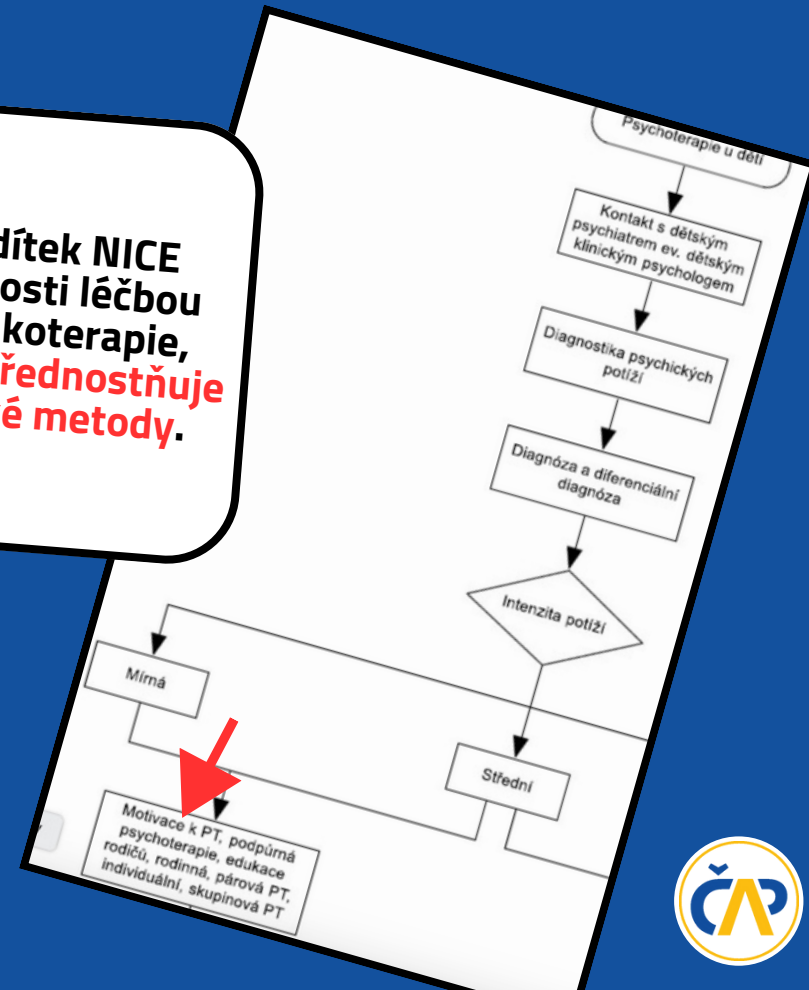 dítek NICE
osti léčbou
koterapie,
řednostňuje
é metody.
Psychoterapie u dětí
Kontakt s dětským
psychiatrem ev. dětským
klinickým psychologem
Diagnostika psychických
potíží
Diagnóza a diferenciální
diagnóza
Intenzita potíží
Mírná
Střední
Motivace k PT, podpůrná
psychoterapie, edukace
rodičů, rodinná, párová PT,
individuální, skupinová PT
ČAP